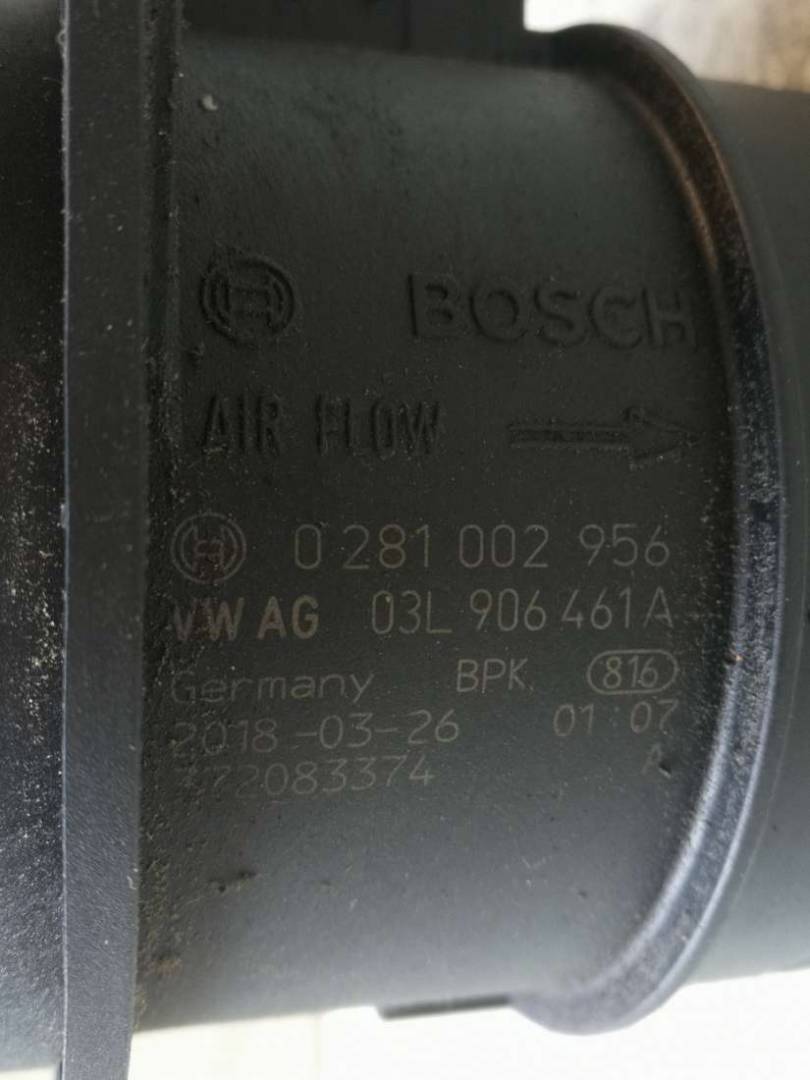 BOSCH
AIR FLOW
0 281 002 956
VW AG 03L 906 461 A
Germany BPK 816
2018-03-26 01:07
372083374 A